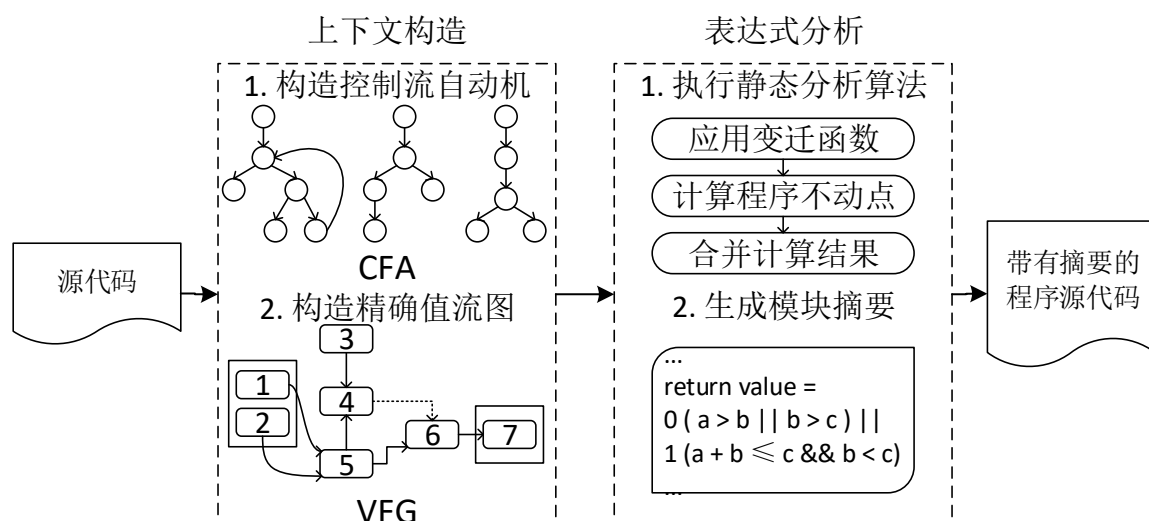 上下文构造
表达式分析
源代码
1. 构造控制流自动机
CFA
2. 构造精确值流图
3
1
4
2
6
7
5
VFG
1. 执行静态分析算法
应用变迁函数
计算程序不动点
合并计算结果
2. 生成模块摘要
...
return value =
0 ( a > b || b > c ) ||
1 (a + b ≤ c && b < c)
...
带有摘要的
程序源代码